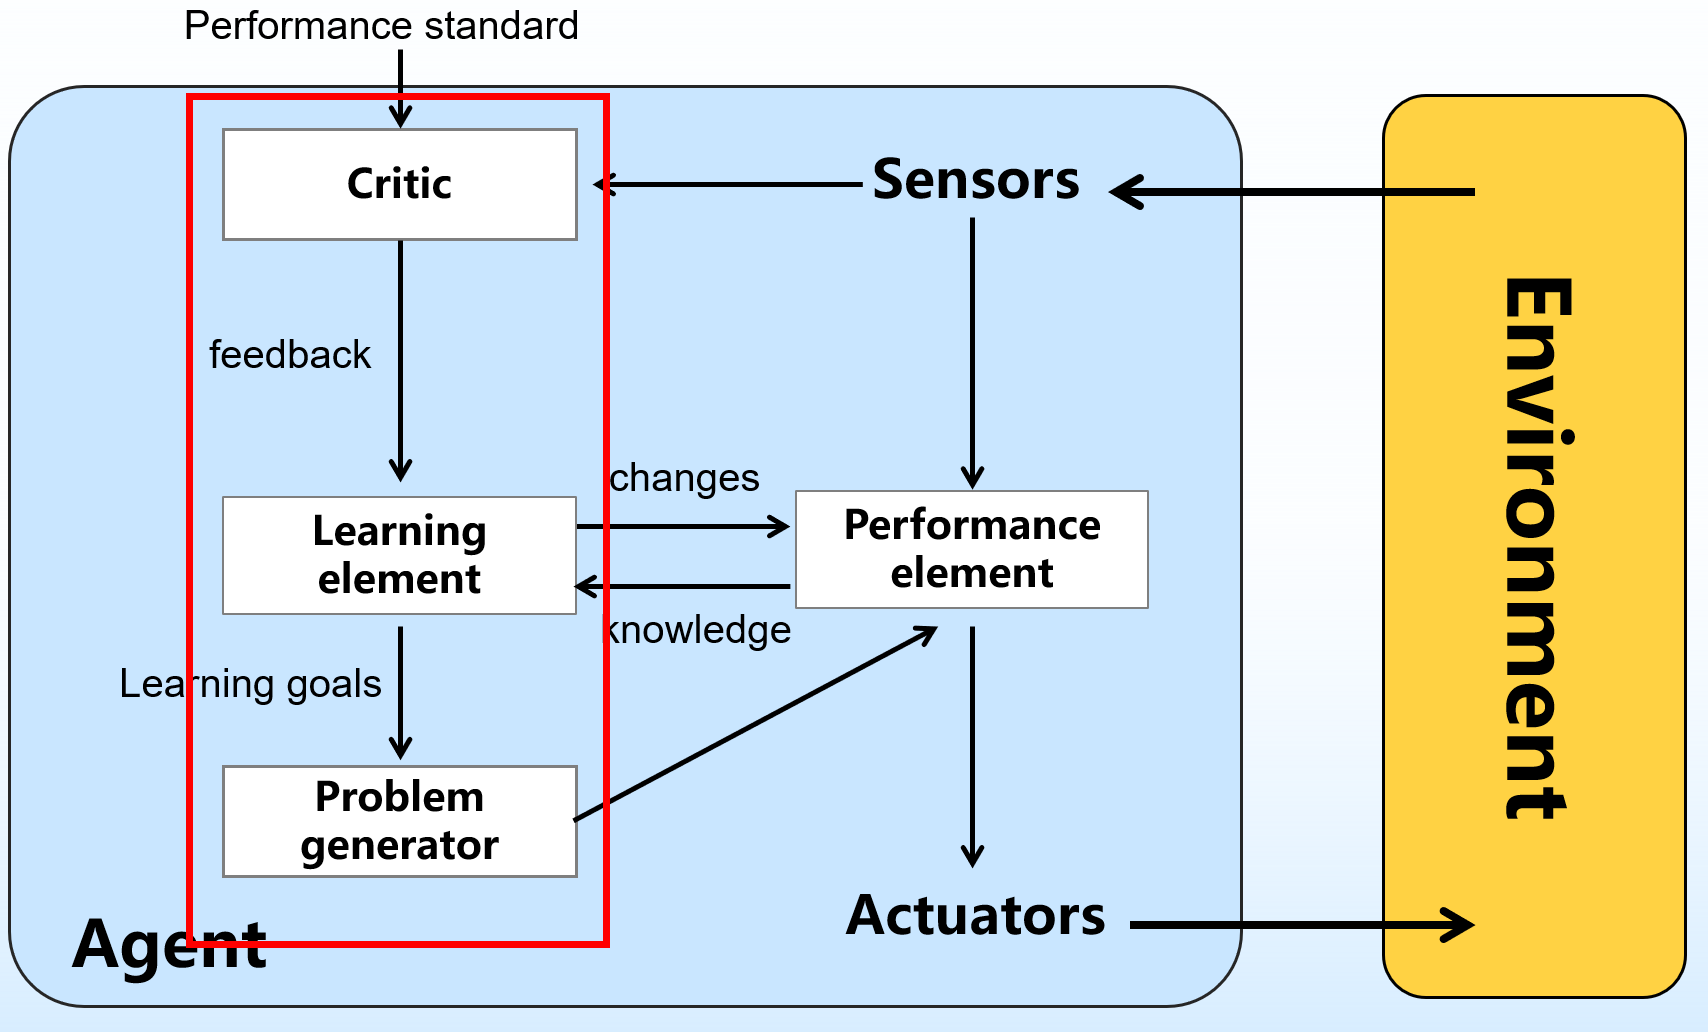 Performance standard
Critic
Sensors
feedback
changes
Learning
element
Performance
element
knowledge
Learning goals
Problem
generator
Actuators
Agent
Environment